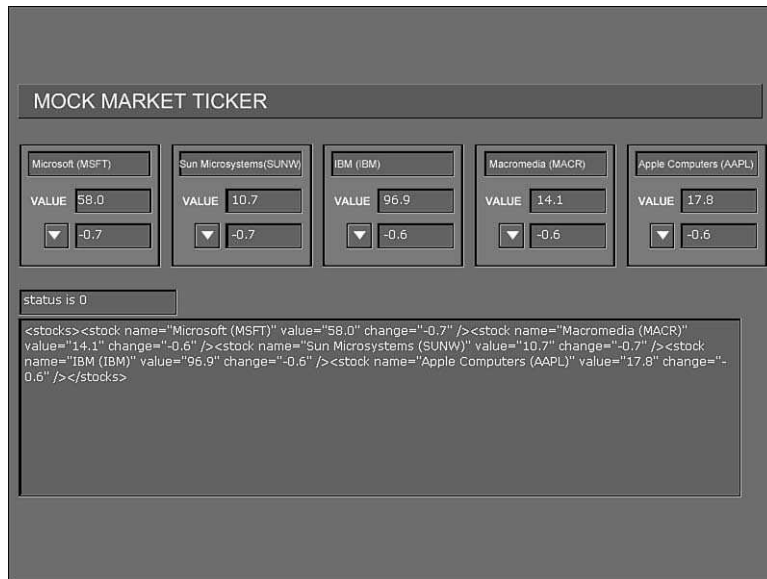 MOCK MARKET TICKER
Microsoft (MSFT)
VALUE 58.0
-0.7
Sun Microsystems(SUNW)
VALUE 10.7
-0.7
IBM (IBM)
VALUE 96.9
-0.6
Macromedia (MACR)
VALUE 14.1
-0.6
Apple Computers (AAPL)
VALUE 17.8
-0.6
status is 0
<stocks><stock name="Microsoft (MSFT)" value="58.0" change="-0.7" /><stock name="Macromedia (MACR)"
value="14.1" change="-0.6" /><stock name="Sun Microsystems (SUNW)" value="10.7" change="-0.7" /><stock
name="IBM (IBM)" value="96.9" change="-0.6" /><stock name="Apple Computers (AAPL)" value="17.8" change="-
0.6" /></stocks>